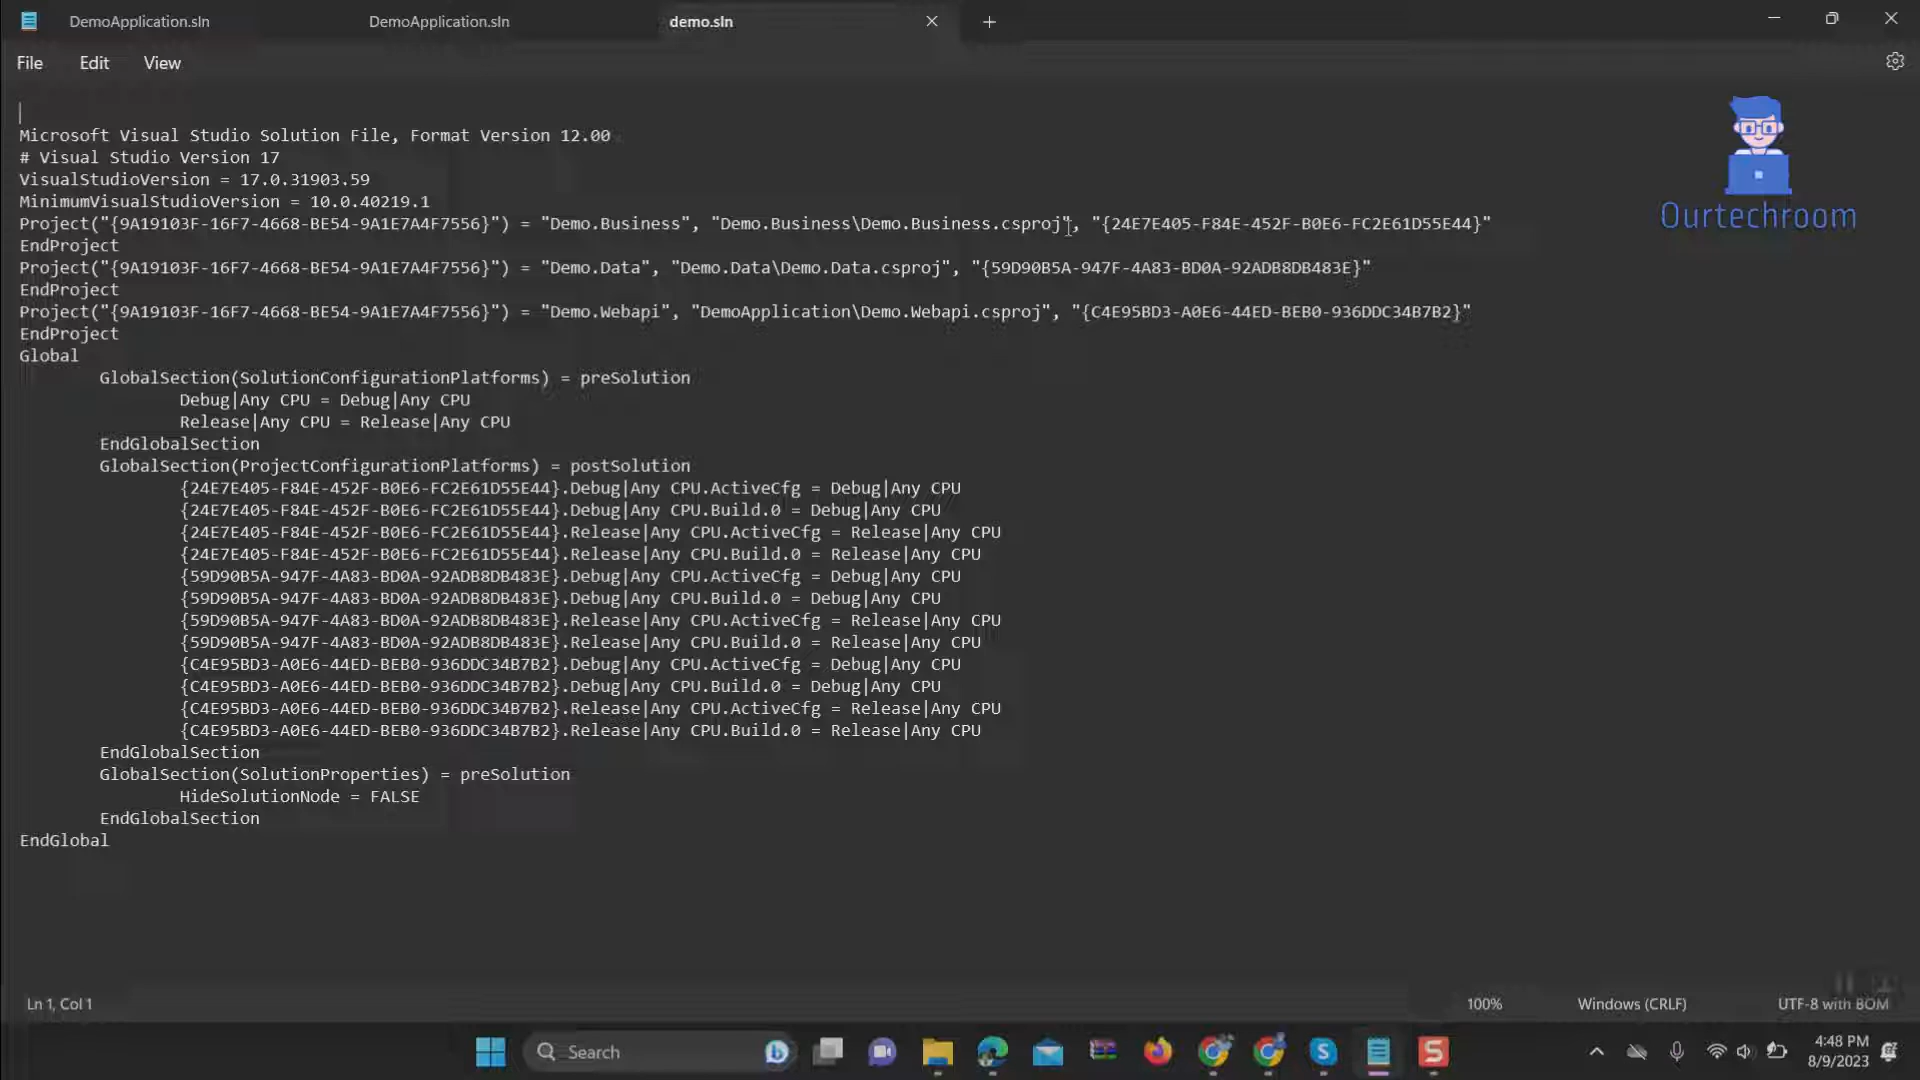 DemoApplication.sln DemoApplication.sln demo.sln
File Edit View
Microsoft Visual Studio Solution File, Format Version 12.00
# Visual Studio Version 17
VisualStudioVersion = 17.0.31903.59
MinimumVisualStudioVersion = 10.0.40219.1
Project("{9A19103F-16F7-4668-BE54-9A1E7A4F7556}") = "Demo.Business", "Demo.Business\Demo.Business.csproj", "{24E7E405-F84E-452F-B0E6-FC2E61D55E44}"
EndProject
Project("{9A19103F-16F7-4668-BE54-9A1E7A4F7556}") = "Demo.Data", "Demo.Data\Demo.Data.csproj", "{59D90B5A-947F-4A83-BD0A-92ADB8DB483E}"
EndProject
Project("{9A19103F-16F7-4668-BE54-9A1E7A4F7556}") = "Demo.Webapi", "DemoApplication\Demo.Webapi.csproj", "{C4E95BD3-A0E6-44ED-BEB0-936DDC34B7B2}"
EndProject
Global
GlobalSection(SolutionConfigurationPlatforms) = preSolution
Debug|Any CPU = Debug|Any CPU
Release|Any CPU = Release|Any CPU
EndGlobalSection
GlobalSection(ProjectConfigurationPlatforms) = postSolution
{24E7E405-F84E-452F-B0E6-FC2E61D55E44}.Debug|Any CPU.ActiveCfg = Debug|Any CPU
{24E7E405-F84E-452F-B0E6-FC2E61D55E44}.Debug|Any CPU.Build.0 = Debug|Any CPU
{24E7E405-F84E-452F-B0E6-FC2E61D55E44}.Release|Any CPU.ActiveCfg = Release|Any CPU
{24E7E405-F84E-452F-B0E6-FC2E61D55E44}.Release|Any CPU.Build.0 = Release|Any CPU
{59D90B5A-947F-4A83-BD0A-92ADB8DB483E}.Debug|Any CPU.ActiveCfg = Debug|Any CPU
{59D90B5A-947F-4A83-BD0A-92ADB8DB483E}.Debug|Any CPU.Build.0 = Debug|Any CPU
{59D90B5A-947F-4A83-BD0A-92ADB8DB483E}.Release|Any CPU.ActiveCfg = Release|Any CPU
{59D90B5A-947F-4A83-BD0A-92ADB8DB483E}.Release|Any CPU.Build.0 = Release|Any CPU
{C4E95BD3-A0E6-44ED-BEB0-936DDC34B7B2}.Debug|Any CPU.ActiveCfg = Debug|Any CPU
{C4E95BD3-A0E6-44ED-BEB0-936DDC34B7B2}.Debug|Any CPU.Build.0 = Debug|Any CPU
{C4E95BD3-A0E6-44ED-BEB0-936DDC34B7B2}.Release|Any CPU.ActiveCfg = Release|Any CPU
{C4E95BD3-A0E6-44ED-BEB0-936DDC34B7B2}.Release|Any CPU.Build.0 = Release|Any CPU
EndGlobalSection
GlobalSection(SolutionProperties) = preSolution
HideSolutionNode = FALSE
EndGlobalSection
EndGlobal
Ourtechroom
Ln 1, Col 1 100% Windows (CRLF) UTF-8 with BOM
Search
4:48 PM
8/9/2023